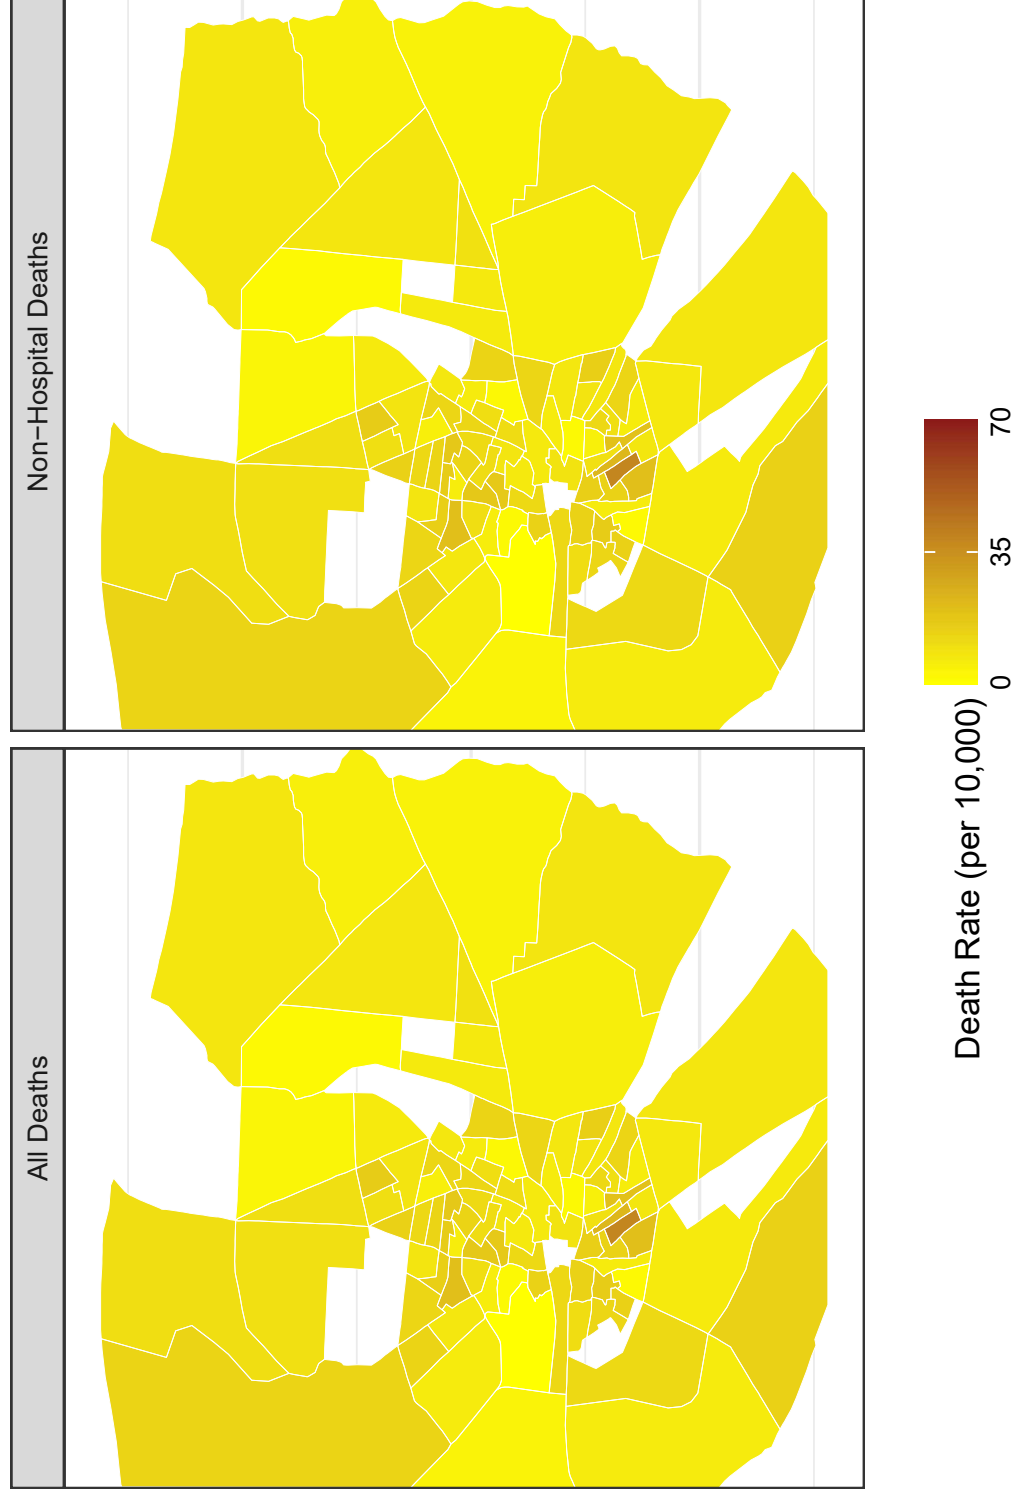 All Deaths
Non−Hospital Deaths
Death Rate (per 10,000)
0
35
70